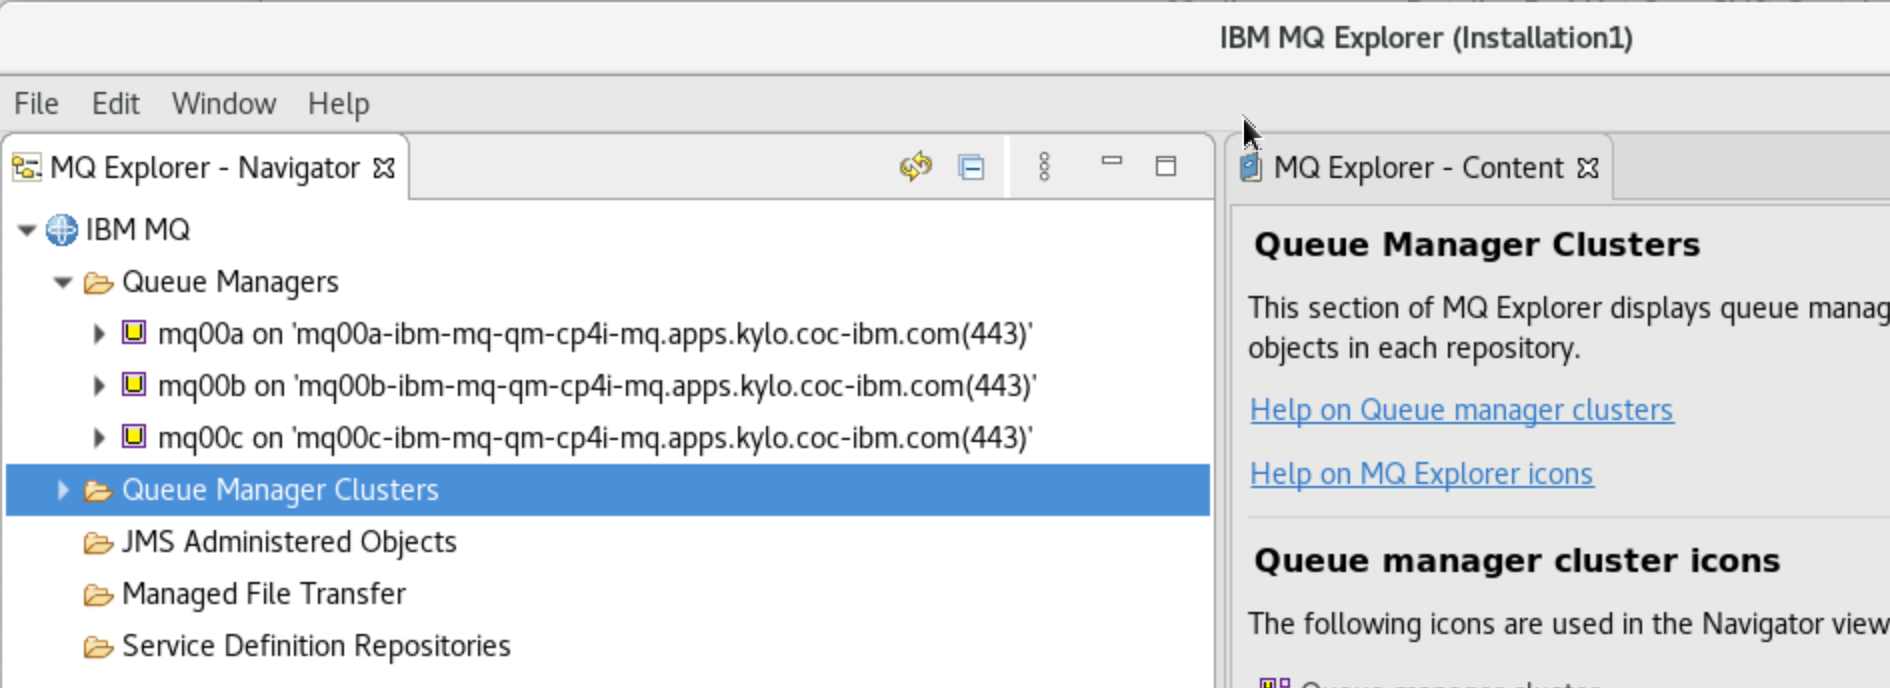 IBM MQ Explorer (Installation1)
File Edit Window Help
MQ Explorer - Navigator
IBM MQ
Queue Managers
mq00a on 'mq00a-ibm-mq-qm-cp4i-mq.apps.kylo.coc-ibm.com(443)'
mq00b on 'mq00b-ibm-mq-qm-cp4i-mq.apps.kylo.coc-ibm.com(443)'
mq00c on 'mq00c-ibm-mq-qm-cp4i-mq.apps.kylo.coc-ibm.com(443)'
Queue Manager Clusters
JMS Administered Objects
Managed File Transfer
Service Definition Repositories
MQ Explorer - Content
Queue Manager Clusters
This section of MQ Explorer displays queue manag
objects in each repository.
Help on Queue manager clusters
Help on MQ Explorer icons
Queue manager cluster icons
The following icons are used in the Navigator view
Queue manager cluster